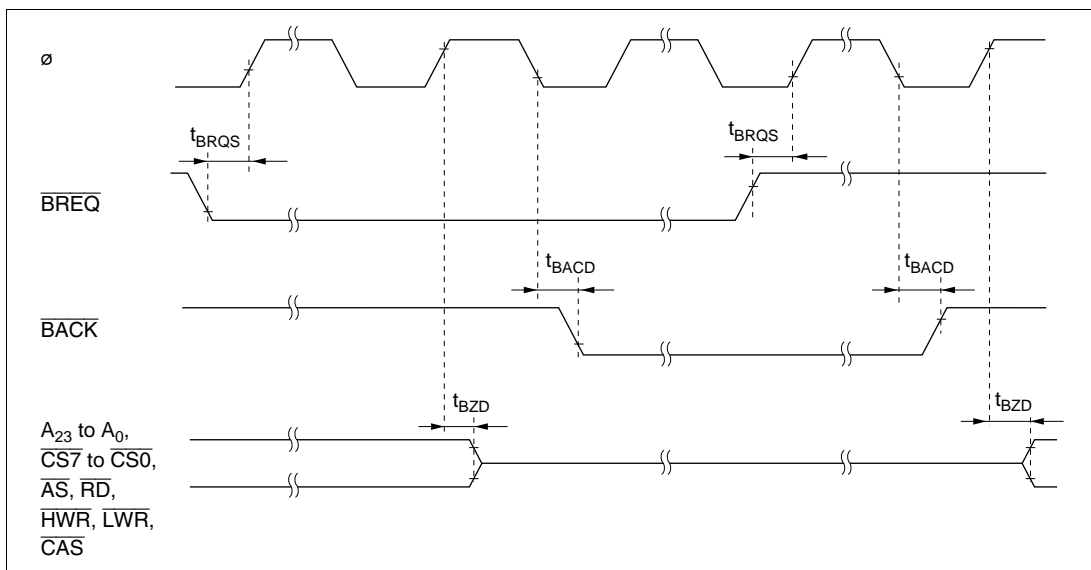 ø
tBRQS
tBRQS
BREQ
tBACD
tBACD
BACK
tBZD
tBZD
A23 to A0,
CS7 to CS0,
AS, RD,
HWR, LWR,
CAS